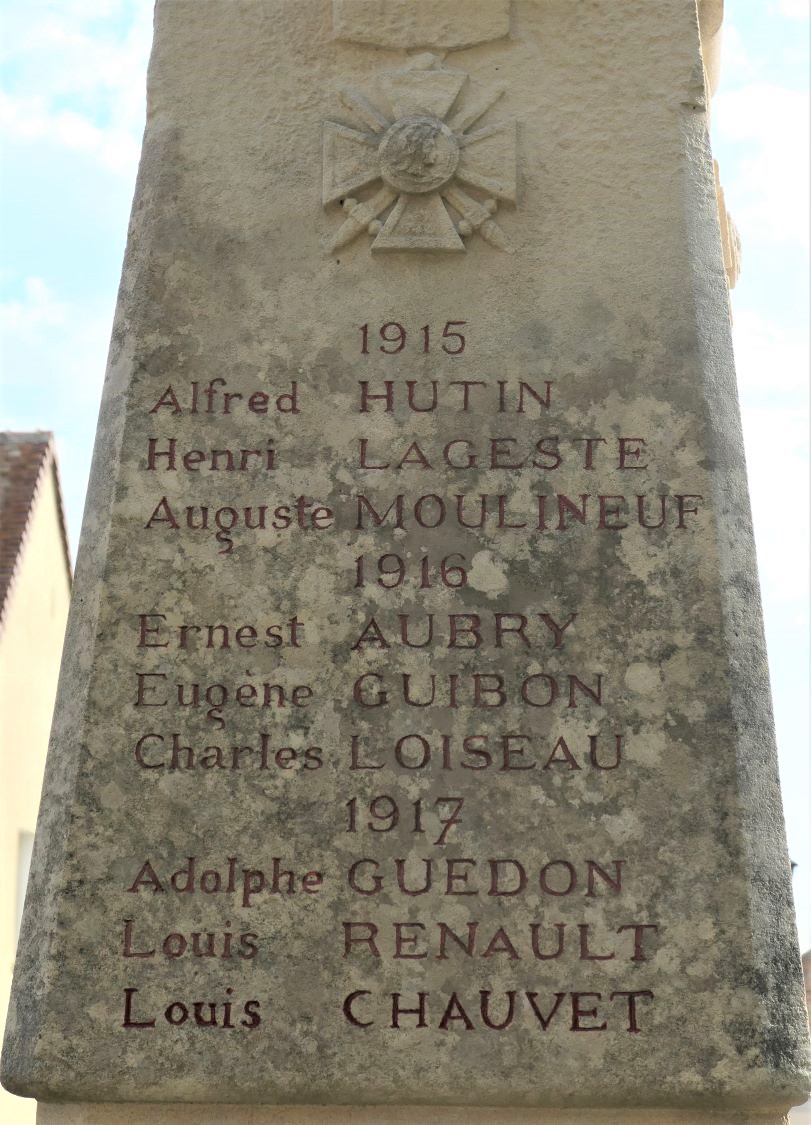 1915
Alfred HUTIN
Henri LAGESTE
Auguste MOULINEUF
1916
Ernest AUBRY
Eugène GUIBON
Charles LOISEAU
1917
Adolphe GUEDON
Louis RENAULT
Louis CHAUVET